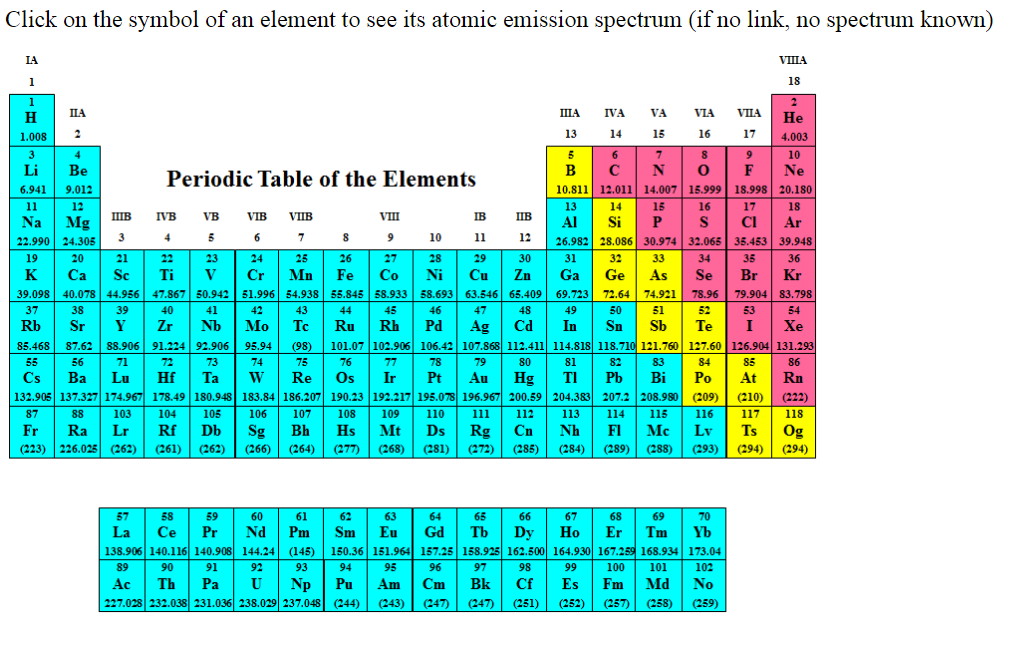 Click on the symbol of an element to see its atomic emission spectrum (if no link, no spectrum known)
IA VIIIA
1 18
1 2
H IIA IIIA IVA VA VIA VIIA He
1.008 2 13 14 15 16 17 4.003
3 4 5 6 7 8 9 10
Li Be Periodic Table of the Elements B C N O F Ne
6.941 9.012 10.811 12.011 14.007 15.999 18.998 20.180
11 12 13 14 15 16 17 18
Na Mg IIIB IVB VB VIB VIIB VIII IB IIB Al Si P S Cl Ar
22.990 24.305 3 4 5 6 7 8 9 10 11 12 26.982 28.086 30.974 32.065 35.453 39.948
19 20 21 22 23 24 25 26 27 28 29 30 31 32 33 34 35 36
K Ca Sc Ti V Cr Mn Fe Co Ni Cu Zn Ga Ge As Se Br Kr
39.098 40.078 44.956 47.867 50.942 51.996 54.938 55.845 58.933 58.693 63.546 65.409 69.723 72.64 74.921 78.96 79.904 83.798
37 38 39 40 41 42 43 44 45 46 47 48 49 50 51 52 53 54
Rb Sr Y Zr Nb Mo Tc Ru Rh Pd Ag Cd In Sn Sb Te I Xe
85.468 87.62 88.906 91.224 92.906 95.94 (98) 101.07 102.906 106.42 107.868 112.411 114.818 118.710 121.760 127.60 126.904 131.293
55 56 71 72 73 74 75 76 77 78 79 80 81 82 83 84 85 86
Cs Ba Lu Hf Ta W Re Os Ir Pt Au Hg Tl Pb Bi Po At Rn
132.905 137.327 174.967 178.49 180.948 183.84 186.207 190.23 192.217 195.078 196.967 200.59 204.383 207.2 208.980 (209) (210) (222)
87 88 103 104 105 106 107 108 109 110 111 112 113 114 115 116 117 118
Fr Ra Lr Rf Db Sg Bh Hs Mt Ds Rg Cn Nh Fl Mc Lv Ts Og
(223) 226.025 (262) (261) (262) (266) (264) (277) (268) (281) (272) (285) (284) (289) (288) (293) (294) (294)
57 58 59 60 61 62 63 64 65 66 67 68 69 70
La Ce Pr Nd Pm Sm Eu Gd Tb Dy Ho Er Tm Yb
138.906 140.116 140.908 144.24 (145) 150.36 151.964 157.25 158.925 162.500 164.930 167.259 168.934 173.04
89 90 91 92 93 94 95 96 97 98 99 100 101 102
Ac Th Pa U Np Pu Am Cm Bk Cf Es Fm Md No
227.028 232.038 231.036 238.029 237.048 (244) (243) (247) (247) (251) (252) (257) (258) (259)